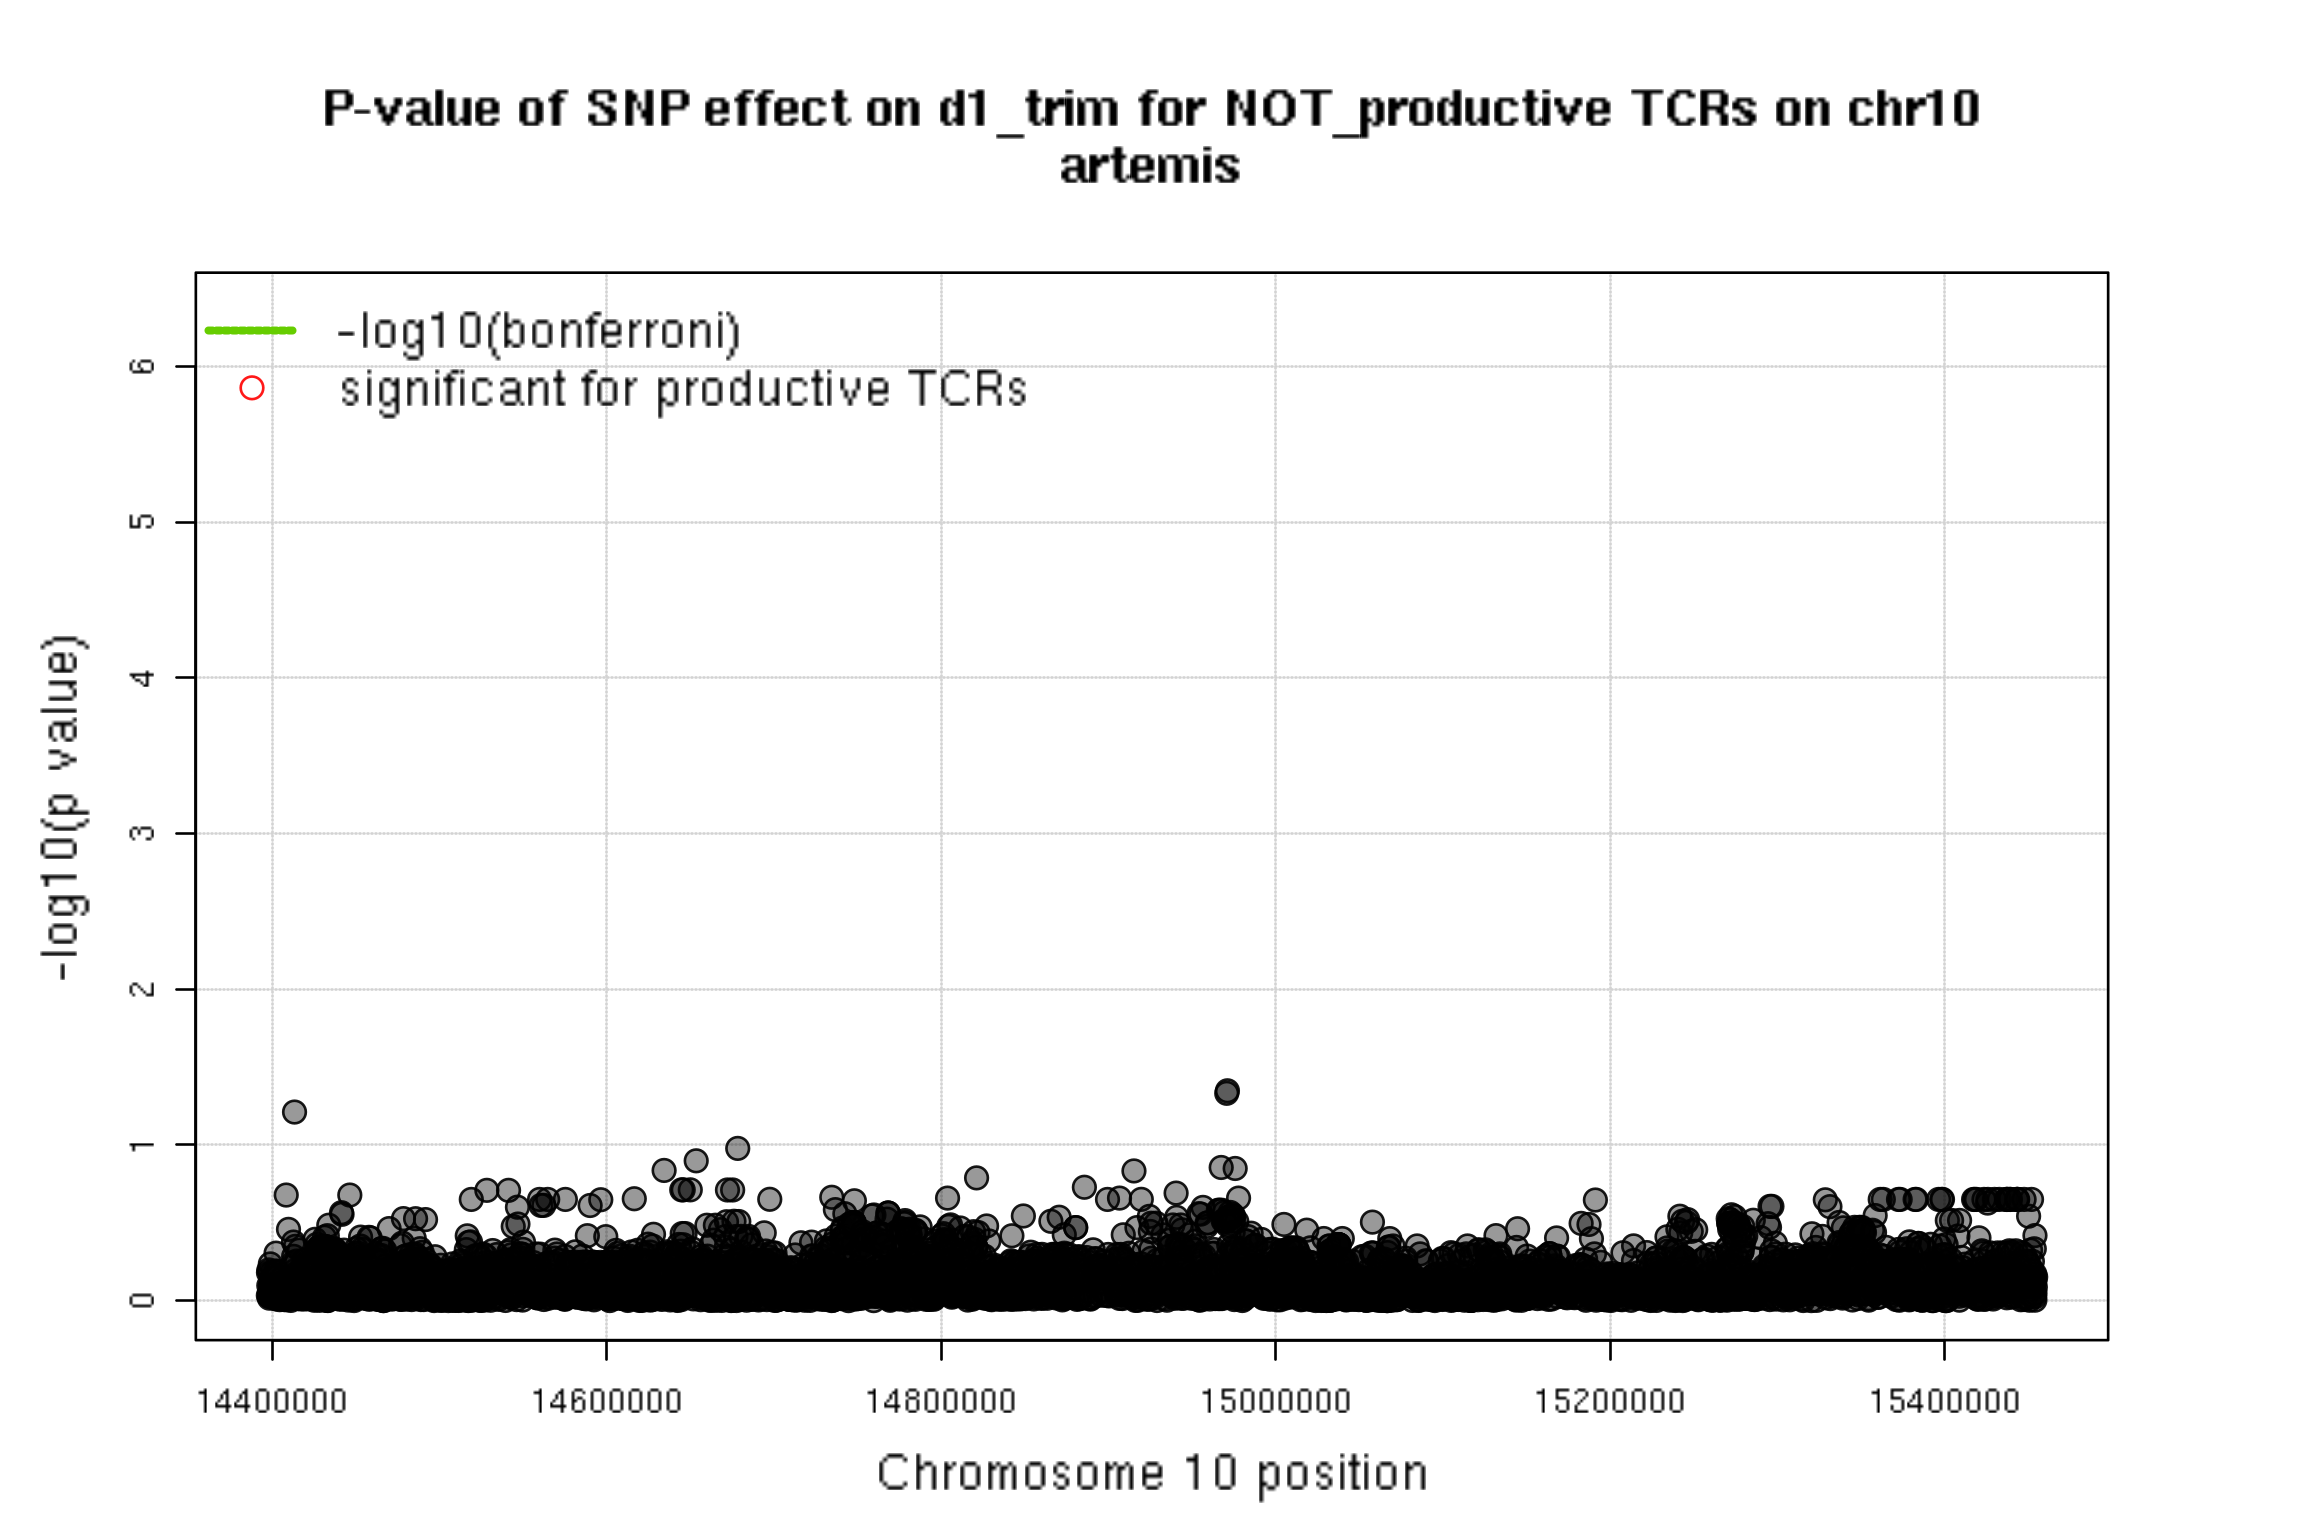 P-value of SNP effect on d1_trim for NOT_productive TCRs on chr10
artemis
-log10(bonferroni)
significant for productive TCRs
-log10(p value)
6
5
4
3
2
1
0
14400000 14600000 14800000 15000000 15200000 15400000
Chromosome 10 position